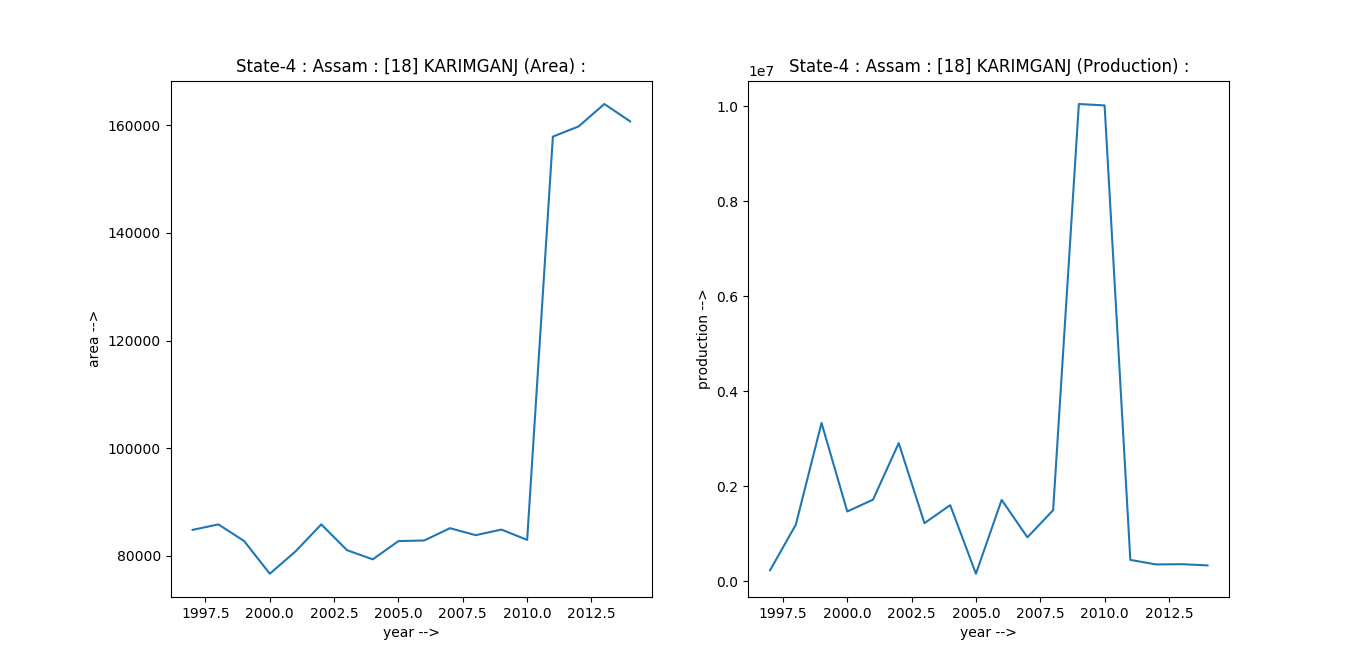 State-4 : Assam : [18] KARIMGANJ (Area) :
160000
140000
120000
100000
80000
area -->
1997.5 2000.0 2002.5 2005.0 2007.5 2010.0 2012.5
year -->
1e7
State-4 : Assam : [18] KARIMGANJ (Production) :
1.0
0.8
0.6
0.4
0.2
0.0
production -->
1997.5 2000.0 2002.5 2005.0 2007.5 2010.0 2012.5
year -->